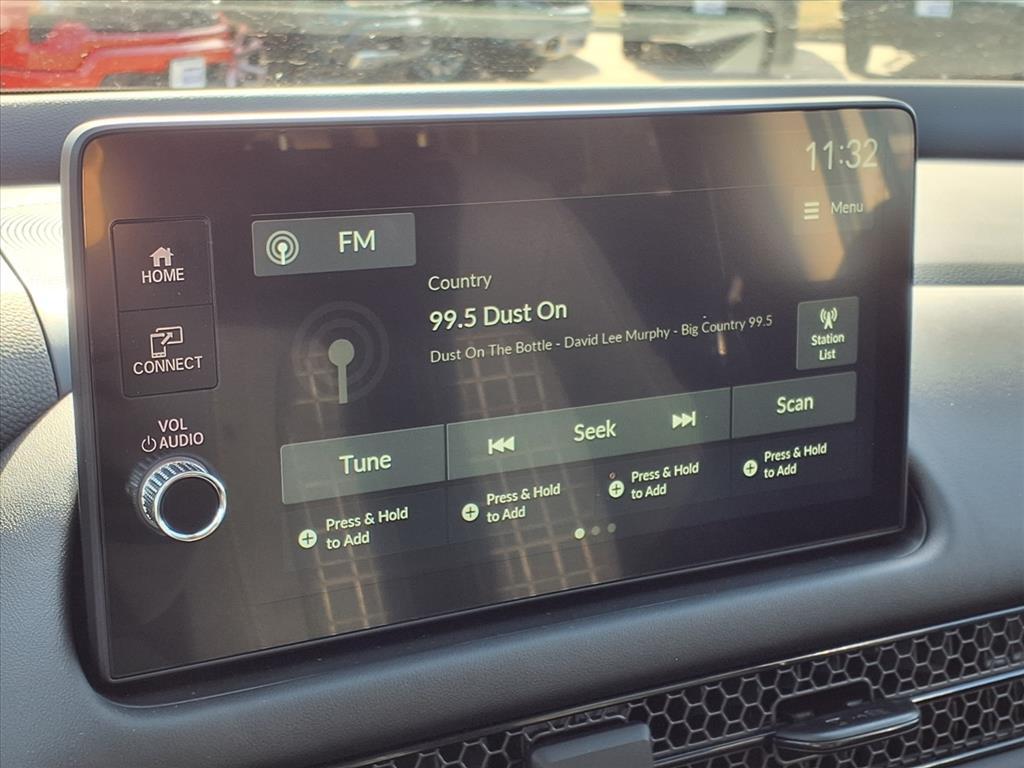 11:32
Menu
HOME
FM
Country
99.5 Dust On
Dust On The Bottle - David Lee Murphy - Big Country 99.5
Station
List
CONNECT
VOL
AUDIO
Tune
Seek
Scan
Press & Hold
to Add
Press & Hold
to Add
Press & Hold
to Add
Press & Hold
to Add